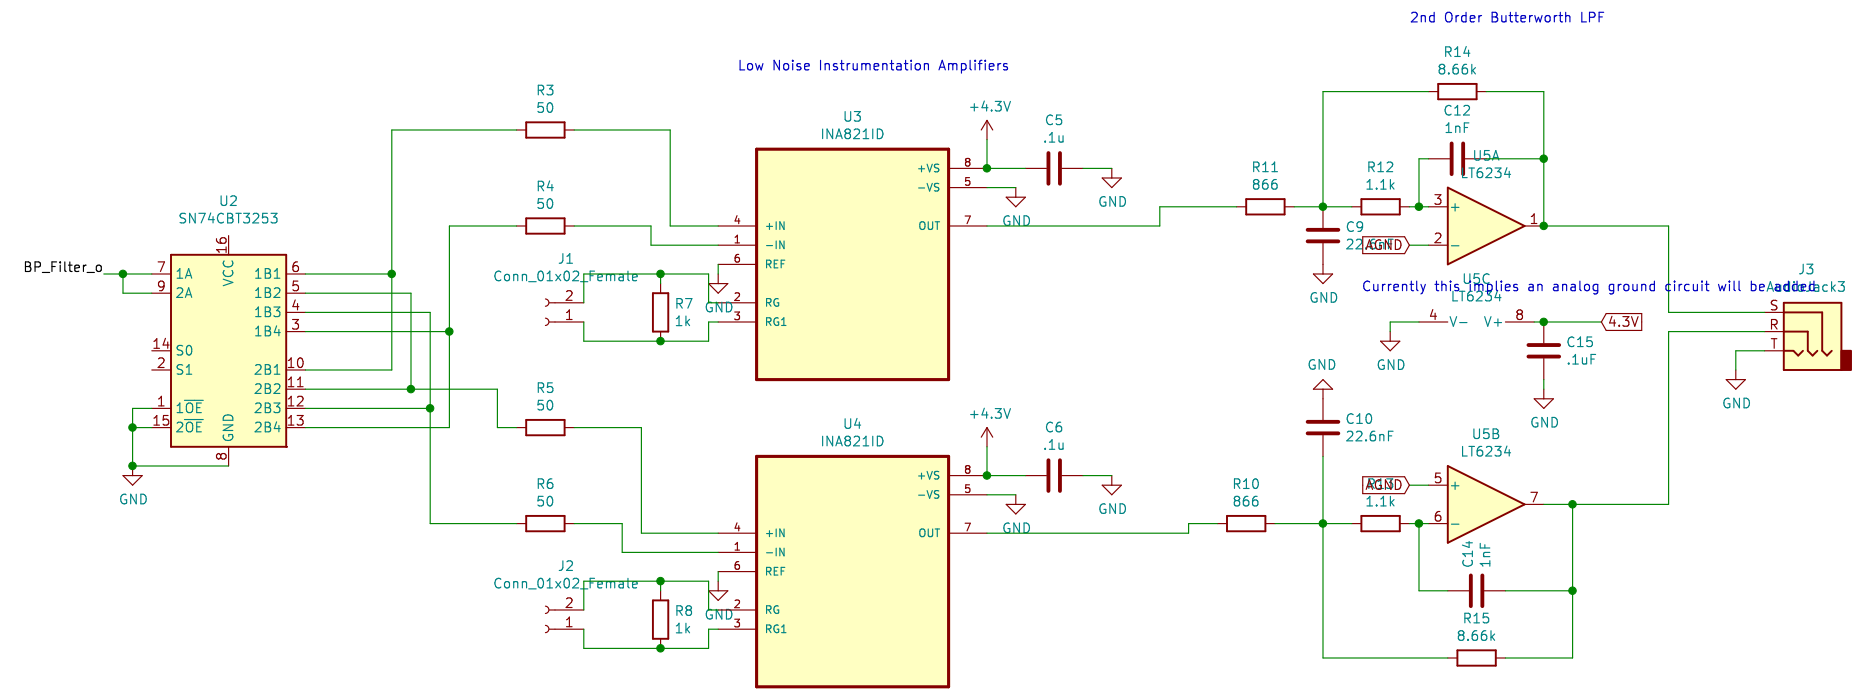 2nd Order Butterworth LPF
Low Noise Instrumentation Amplifiers
BP_Filter_o
U2
SN74CBT3253
16
VCC
7
1A
9
2A
14
S0
2
S1
1
1OE
15
2OE
GND
8
GND
1B1
6
1B2
5
1B3
4
1B4
3
2B1
10
2B2
11
2B3
12
2B4
13
R3
50
R4
50
R5
50
R6
50
J1
Conn_01x02_Female
2
1
R7
1k
GND
J2
Conn_01x02_Female
2
1
R8
1k
GND
U3
INA821ID
4
+IN
1
-IN
6
REF
2
RG
3
RG1
+VS
8
-VS
5
OUT
7
+4.3V
C5
.1u
GND
GND
U4
INA821ID
4
+IN
1
-IN
6
REF
2
RG
3
RG1
+VS
8
-VS
5
OUT
7
+4.3V
C6
.1u
GND
GND
R11
866
R12
1.1k
R14
8.66k
C12
1nF
U5A
LT6234
3
+
2
-
1
C9
22.6nF
AGND
GND
Currently this implies an analog ground circuit will be added
U5C
LT6234
4
V-
V+
8
4.3V
GND
C15
.1uF
GND
J3
AudioJack3
S
R
T
GND
GND
C10
22.6nF
R10
866
R13
1.1k
AGND
U5B
LT6234
5
+
6
-
7
C14
1nF
R15
8.66k